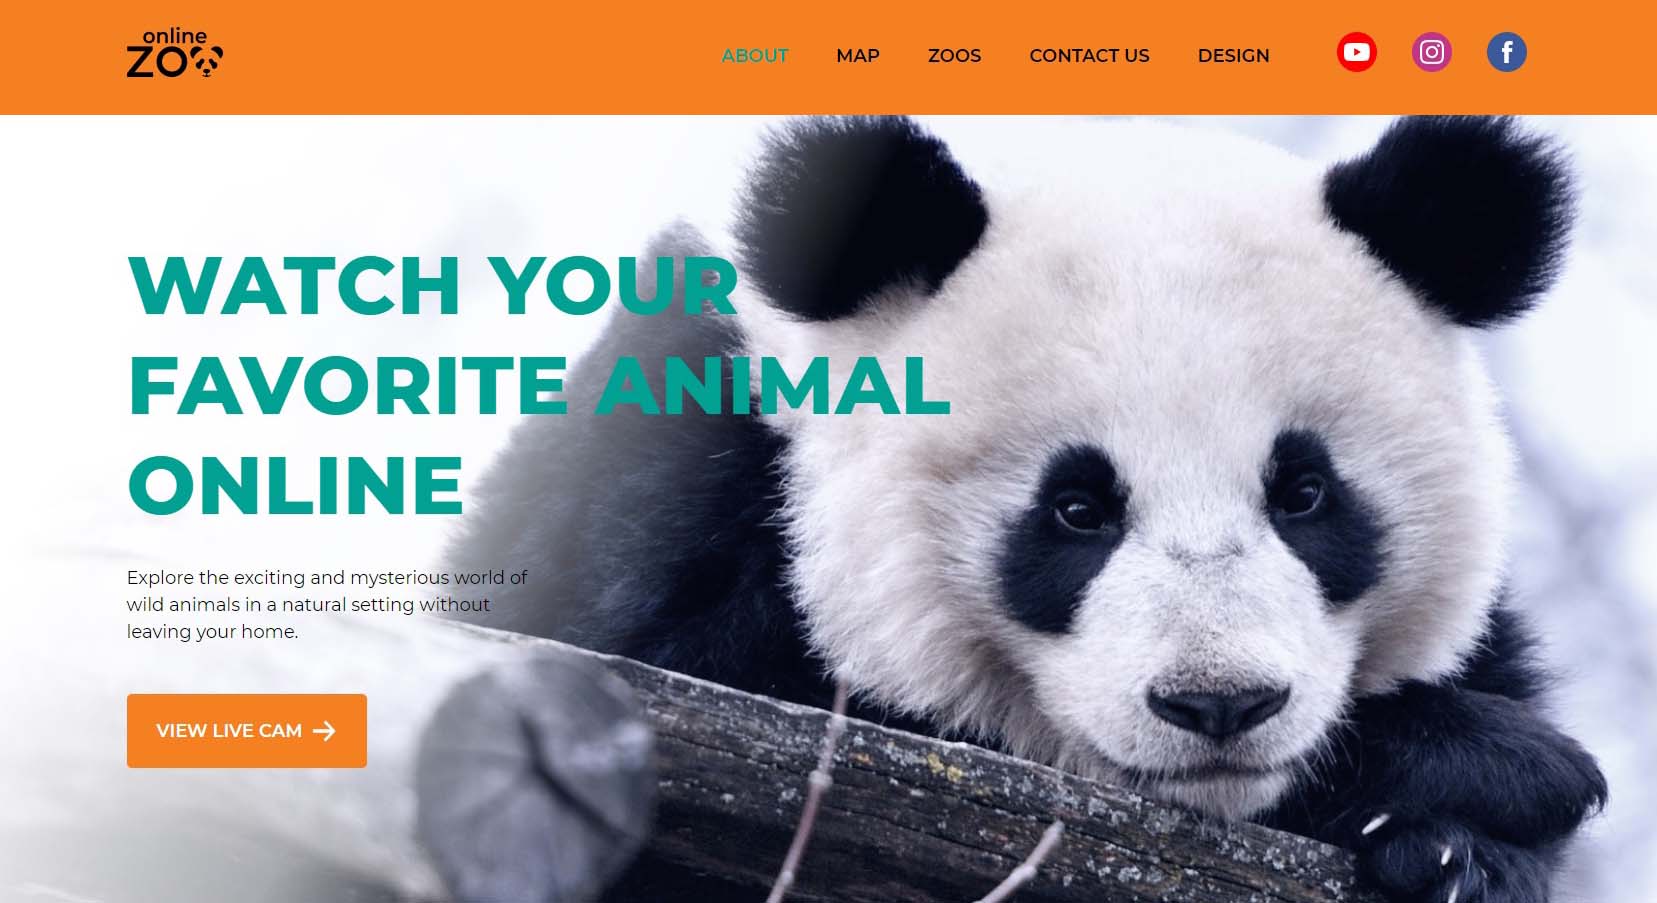 online
ZOO
ABOUT
MAP
ZOOS
CONTACT US
DESIGN
WATCH YOUR
FAVORITE ANIMAL
ONLINE
Explore the exciting and mysterious world of
wild animals in a natural setting without
leaving your home.
VIEW LIVE CAM